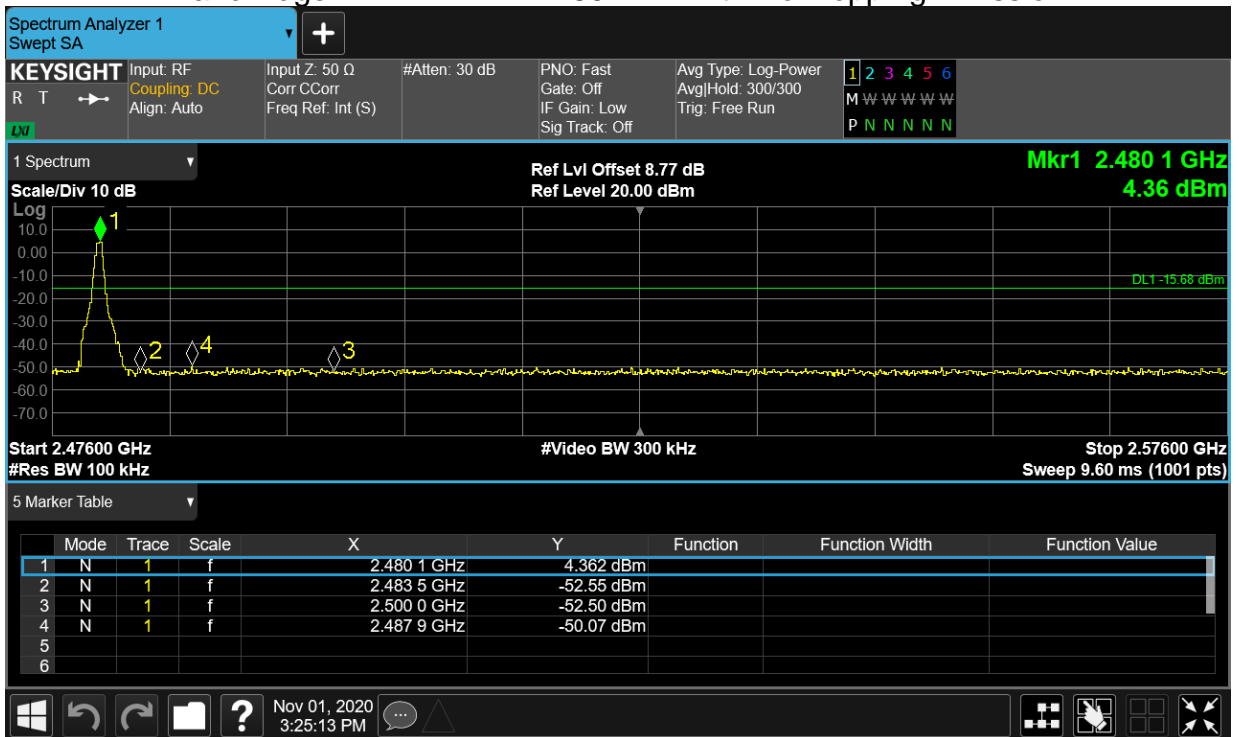 Spectrum Analyzer 1
Swept SA
+
KEYSIGHT
R T
LXI
Input: RF
Coupling: DC
Align: Auto
Input Z: 50 Ω
Corr CCorr
Freq Ref: Int (S)
#Atten: 30 dB
PNO: Fast
Gate: Off
IF Gain: Low
Sig Track: Off
Avg Type: Log-Power
Avg|Hold: 300/300
Trig: Free Run
1 2 3 4 5 6
M W W W W W
P N N N N N
1 Spectrum
Scale/Div 10 dB
Ref Lvl Offset 8.77 dB
Ref Level 20.00 dBm
Mkr1 2.480 1 GHz
4.36 dBm
Log
1
10.0
0.00
-10.0
DL1 -15.68 dBm
-20.0
-30.0
-40.0
2 4 3
-50.0
-60.0
-70.0
Start 2.47600 GHz #Video BW 300 kHz Stop 2.57600 GHz
#Res BW 100 kHz Sweep 9.60 ms (1001 pts)
5 Marker Table
Mode Trace Scale X Y Function Function Width Function Value
1 N 1 f 2.480 1 GHz 4.362 dBm
2 N 1 f 2.483 5 GHz -52.55 dBm
3 N 1 f 2.500 0 GHz -52.50 dBm
4 N 1 f 2.487 9 GHz -50.07 dBm
5
6
? Nov 01, 2020
3:25:13 PM